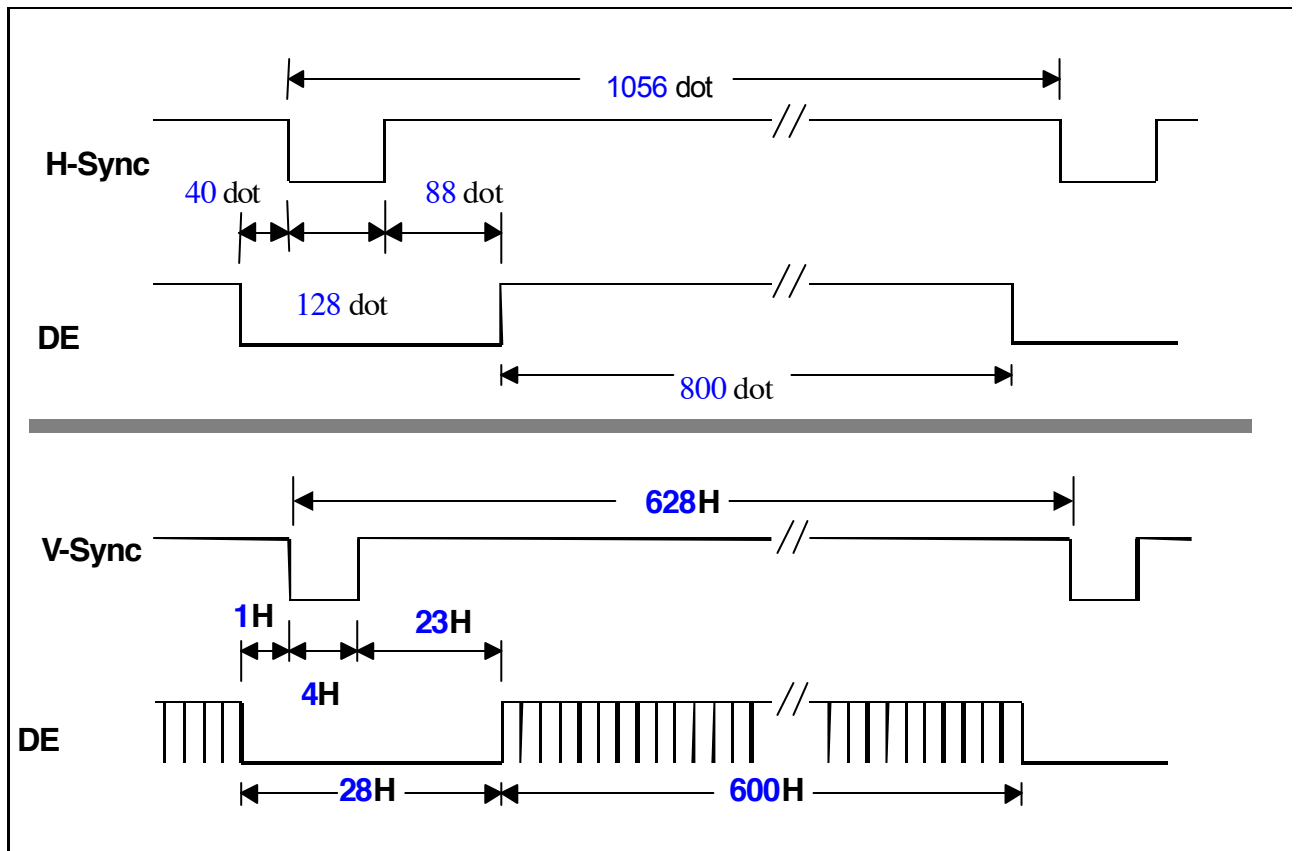 1056 dot
H-Sync
40 dot
88 dot
128 dot
DE
800 dot
628H
V-Sync
1H
23H
4H
DE
28H
600H